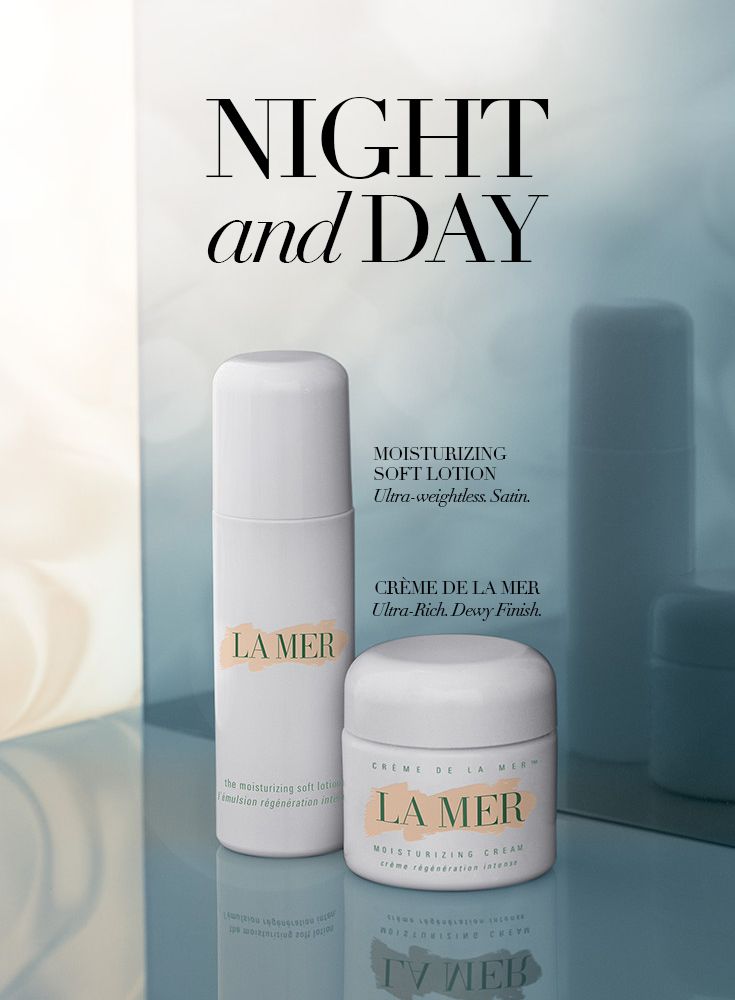 NIGHT
and DAY
MOISTURIZING
SOFT LOTION
Ultra-weightless. Satin.
CRÈME DE LA MER
Ultra-Rich. Dewy Finish.
LA MER
the moisturizing soft lotion
l'émulsion régénération intense
CRÈME DE LA MER™
LA MER
MOISTURIZING CREAM
crème régénération intense